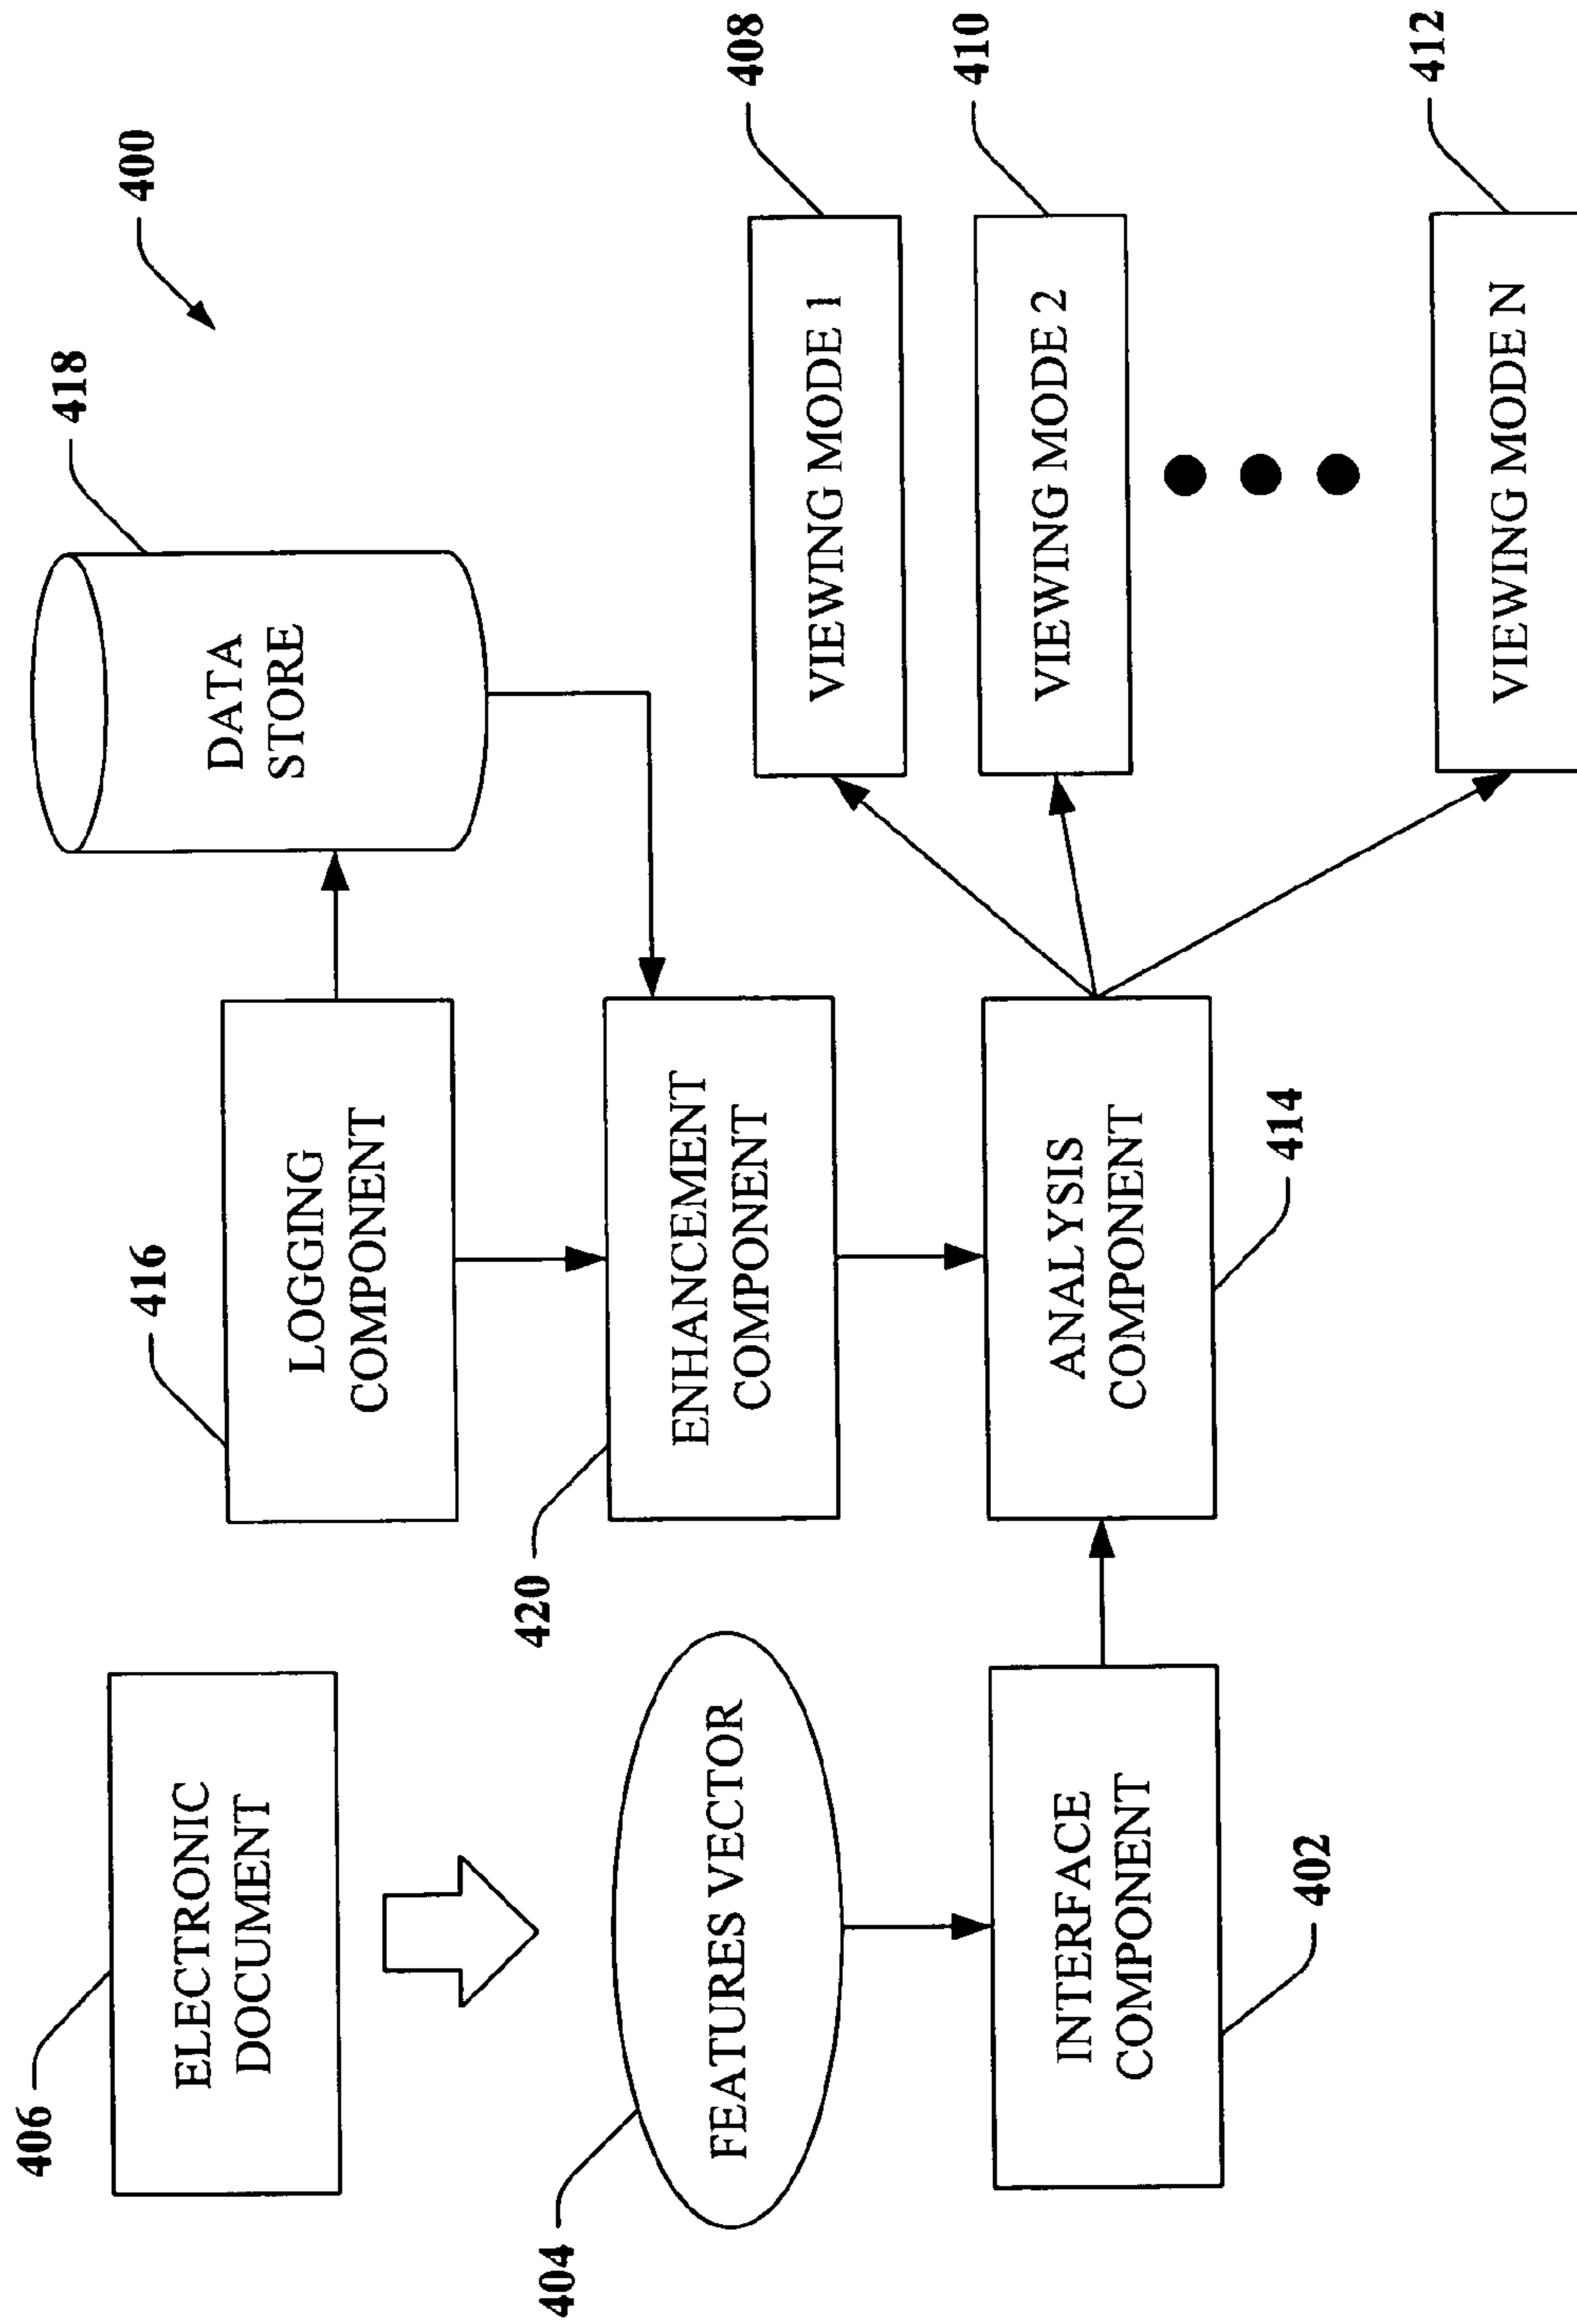 400
406
ELECTRONIC
DOCUMENT
416
LOGGING
COMPONENT
418
DATA
STORE
404
FEATURES VECTOR
420
ENHANCEMENT
COMPONENT
408
VIEWING MODE 1
INTERFACE
COMPONENT
402
ANALYSIS
COMPONENT
414
410
VIEWING MODE 2
412
VIEWING MODE N